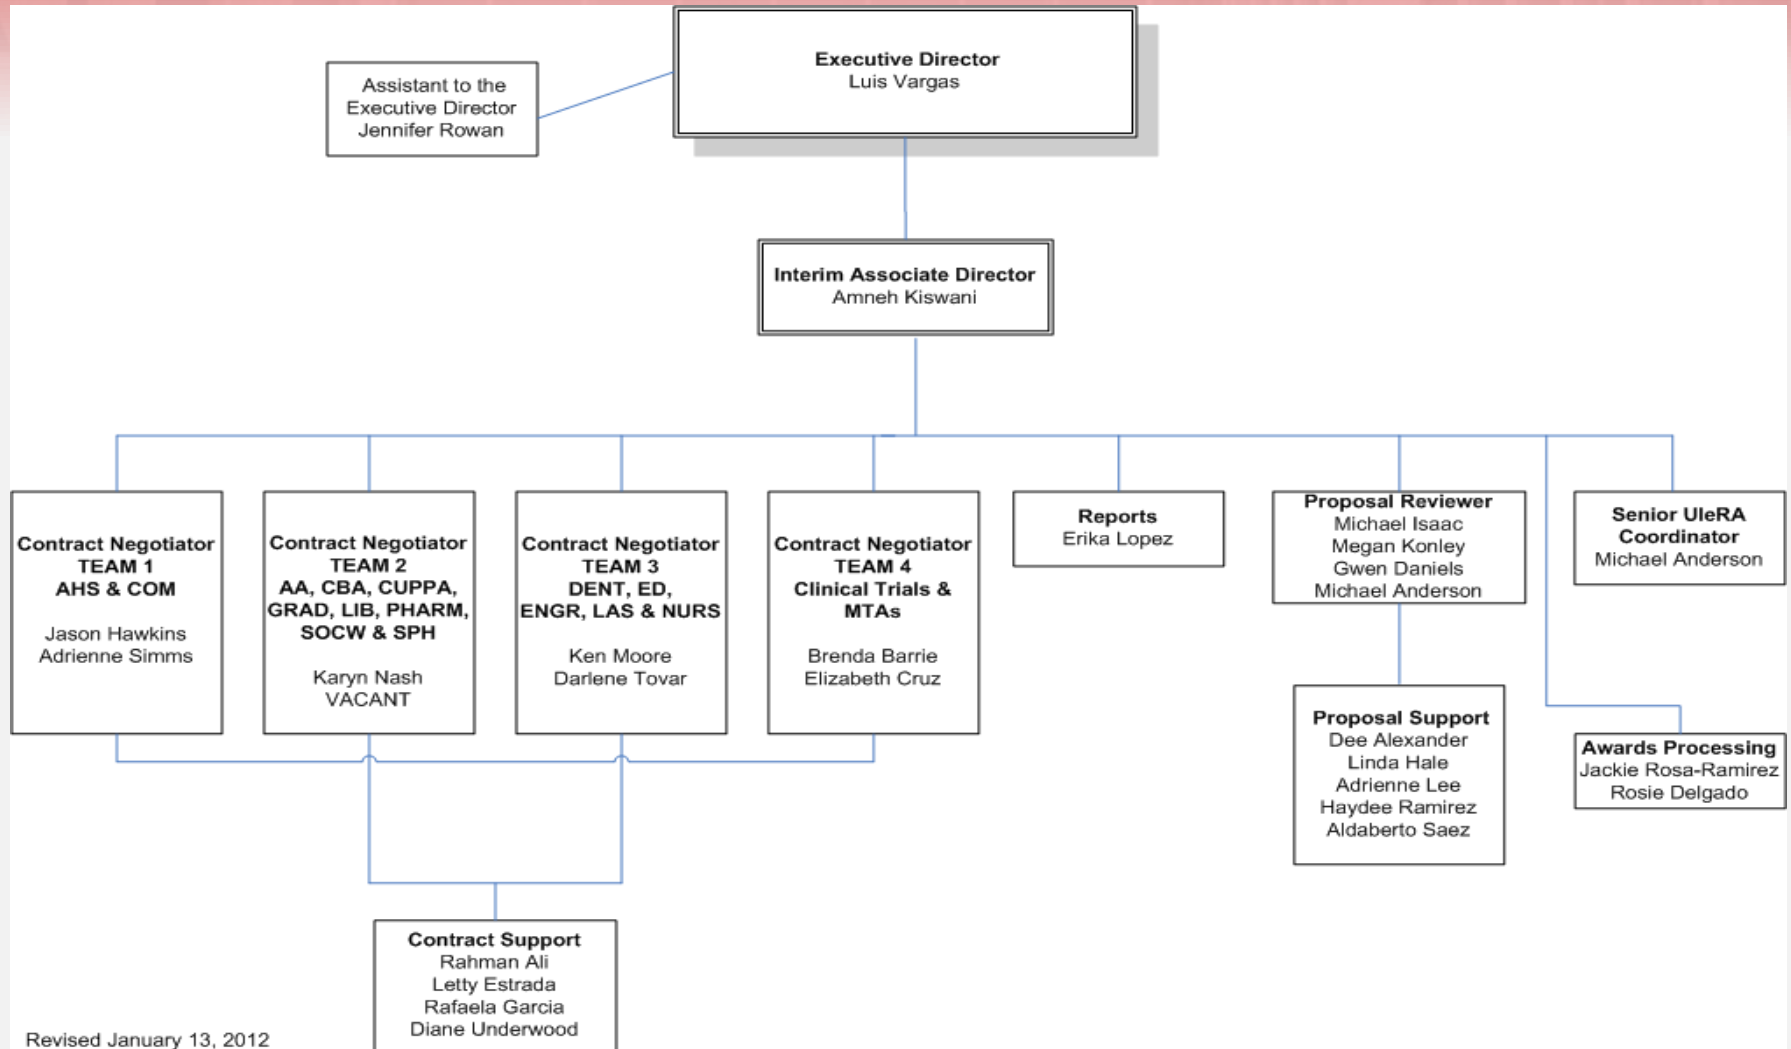 Executive Director
Luis Vargas
Assistant to the
Executive Director
Jennifer Rowan
Interim Associate Director
Amneh Kiswani
Contract Negotiator
TEAM 1
AHS & COM
Jason Hawkins
Adrienne Simms
Contract Negotiator
TEAM 2
AA, CBA, CUPPA,
GRAD, LIB, PHARM,
SOCW & SPH
Karyn Nash
VACANT
Contract Negotiator
TEAM 3
DENT, ED,
ENGR, LAS & NURS
Ken Moore
Darlene Tovar
Contract Negotiator
TEAM 4
Clinical Trials &
MTAs
Brenda Barrie
Elizabeth Cruz
Reports
Erika Lopez
Proposal Reviewer
Michael Isaac
Megan Konley
Gwen Daniels
Michael Anderson
Senior UIeRA
Coordinator
Michael Anderson
Proposal Support
Dee Alexander
Linda Hale
Adrienne Lee
Haydee Ramirez
Aldaberto Saez
Awards Processing
Jackie Rosa-Ramirez
Rosie Delgado
Contract Support
Rahman Ali
Letty Estrada
Rafaela Garcia
Diane Underwood
Revised January 13, 2012